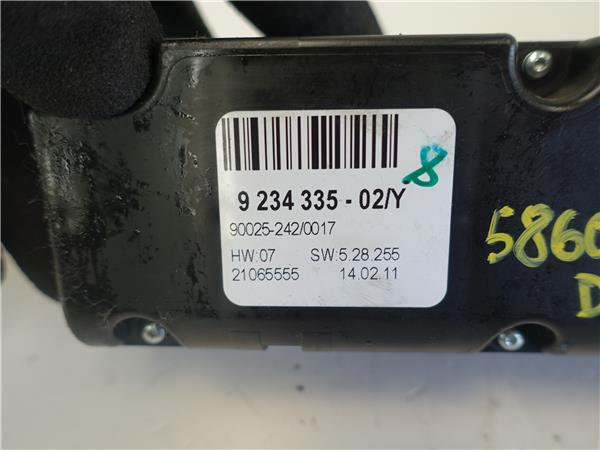 8
9 234 335 - 02/Y
90025-242/0017
HW:07 SW:5.28.255
21065555 14.02.11
5860
D